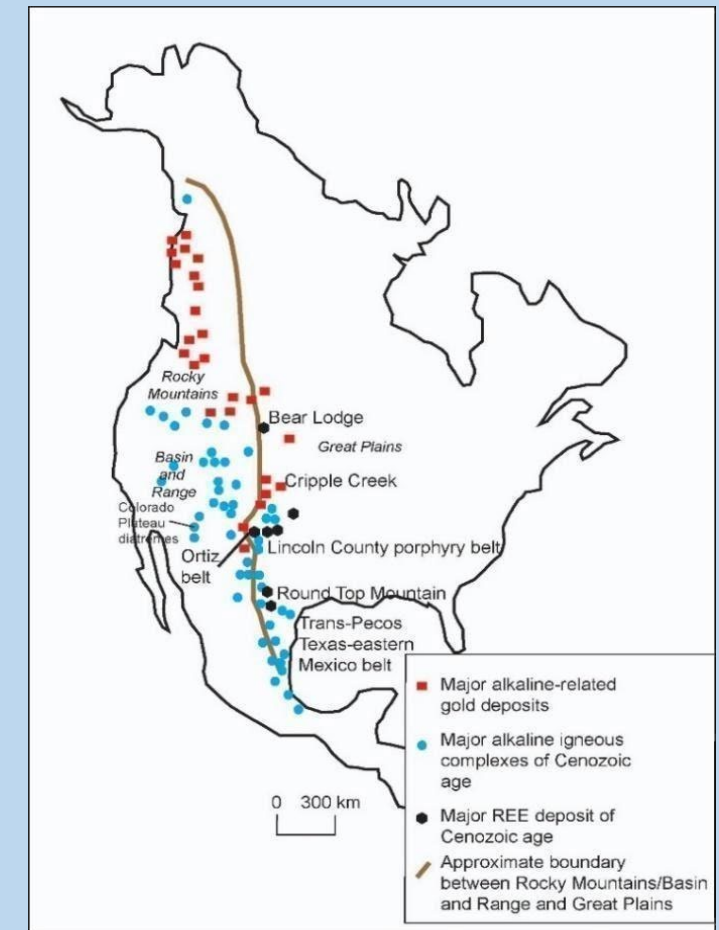 Rocky
Mountains
Bear Lodge
Great Plains
Basin
and
Range
Cripple Creek
Colorado
Plateau
diatremes
Ortiz
belt
Lincoln County porphyry belt
Round Top Mountain
Trans-Pecos
Texas-eastern
Mexico belt
0 300 km
Major alkaline-related
gold deposits
Major alkaline igneous
complexes of Cenozoic
age
Major REE deposit of
Cenozoic age
Approximate boundary
between Rocky Mountains/Basin
and Range and Great Plains